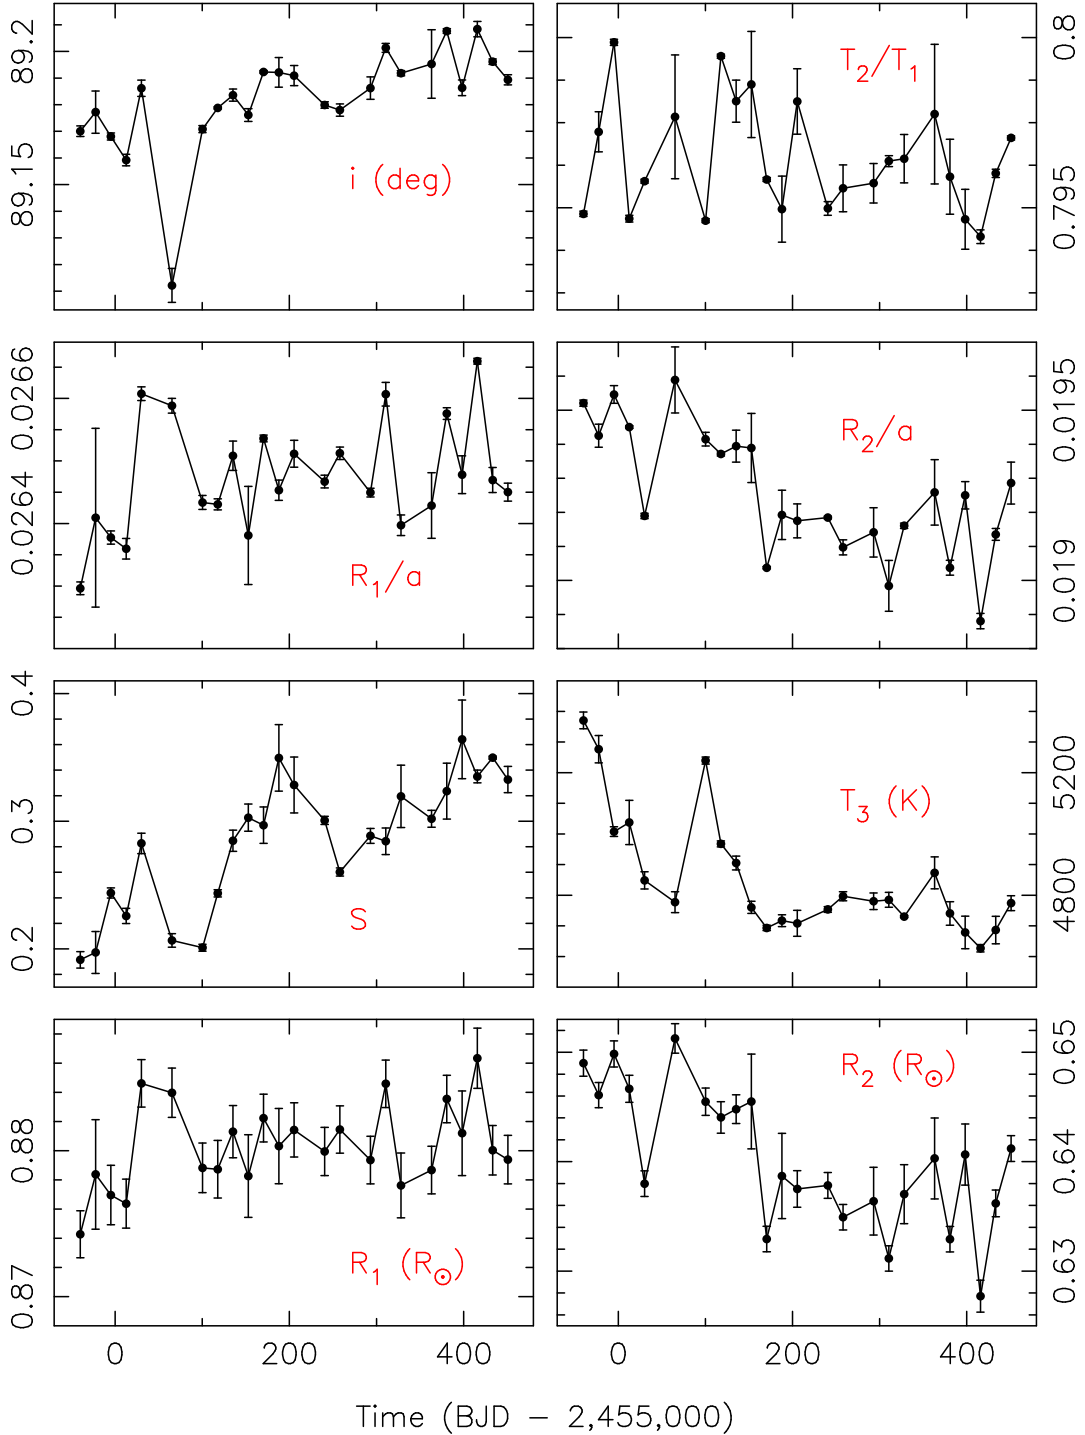 89.2
89.15
i (deg)
0.8
0.795
T₂/T₁
0.0266
0.0264
R₁/a
0.0195
0.019
R₂/a
0.4
0.3
0.2
S
5200
4800
T₃ (K)
0.88
0.87
R₁ (R⊙)
0.65
0.64
0.63
R₂ (R⊙)
0 200 400
0 200 400
Time (BJD − 2,455,000)